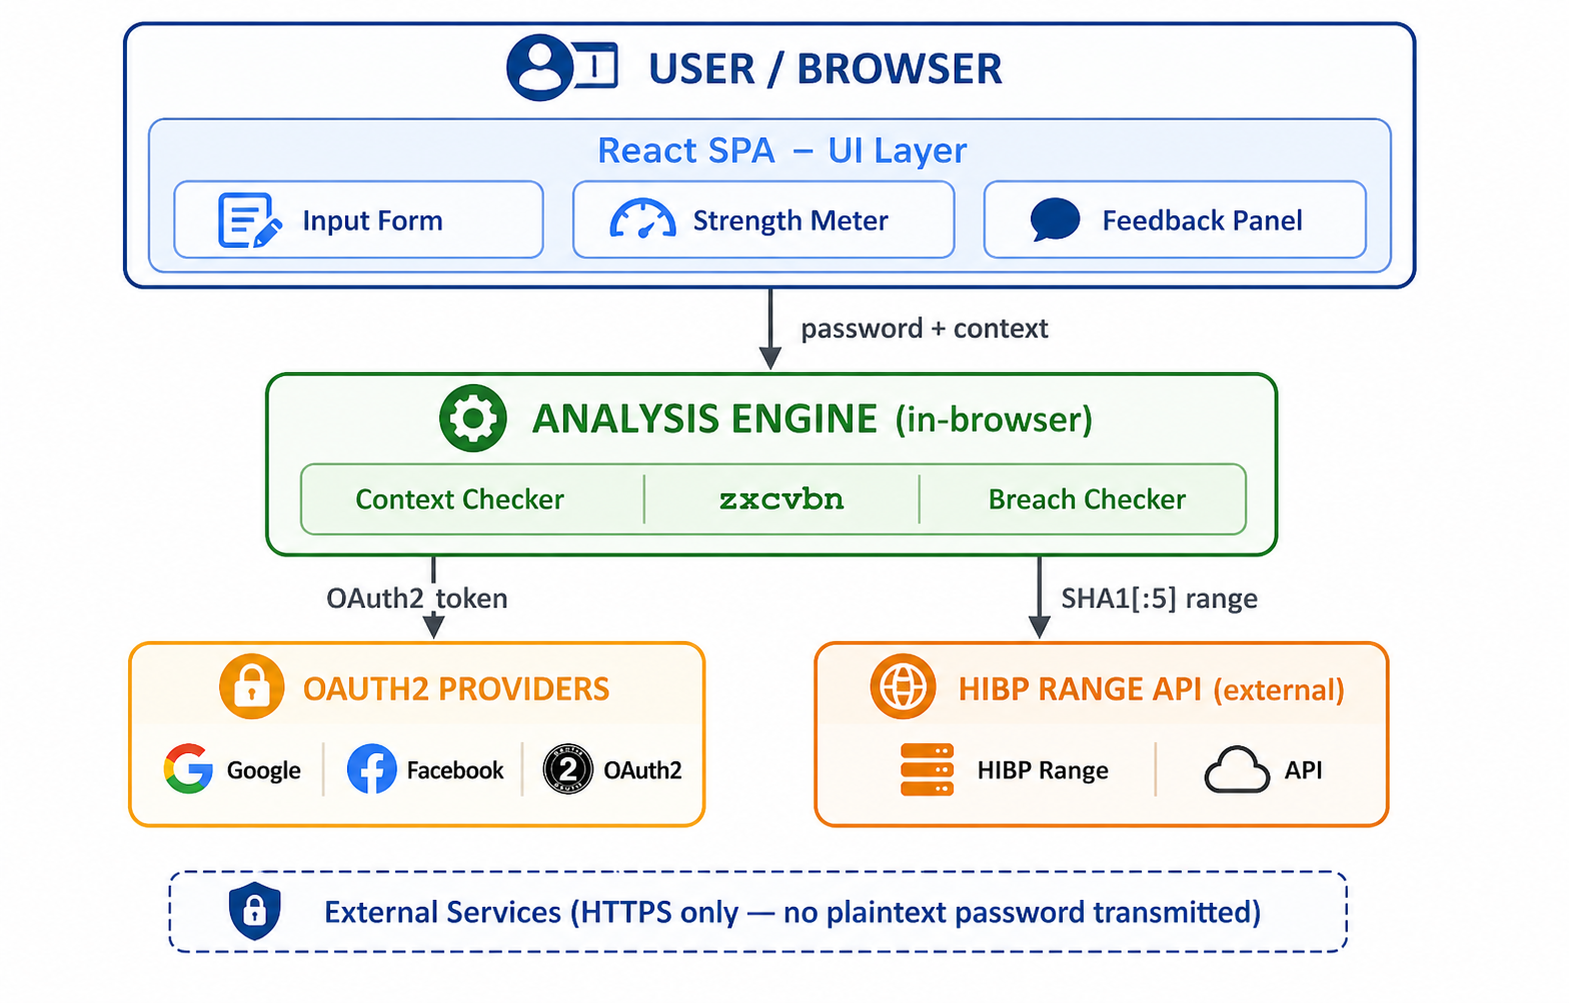 USER / BROWSER
React SPA – UI Layer
Input Form
Strength Meter
Feedback Panel
password + context
ANALYSIS ENGINE (in-browser)
Context Checker
zxcvbn
Breach Checker
OAuth2 token
SHA1[:5] range
OAUTH2 PROVIDERS
HIBP RANGE API (external)
Google
Facebook
2
OAuth2
HIBP Range
API
External Services (HTTPS only — no plaintext password transmitted)